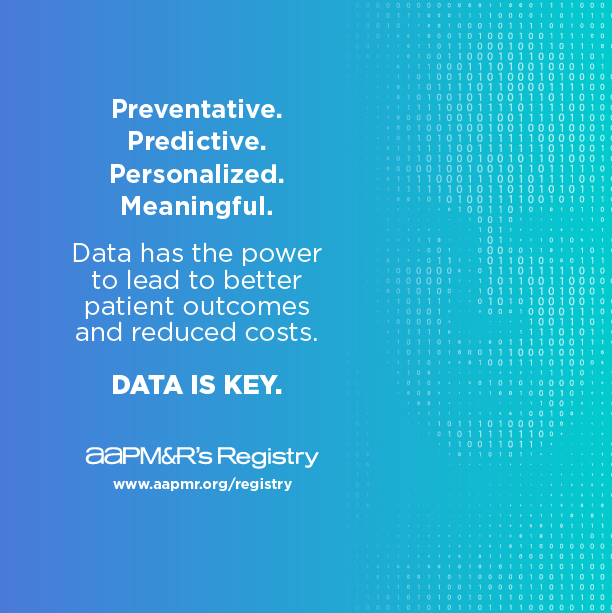 Preventative.
Predictive.
Personalized.
Meaningful.
Data has the power
to lead to better
patient outcomes
and reduced costs.
DATA IS KEY.
aaPM&R's Registry
www.aapmr.org/registry